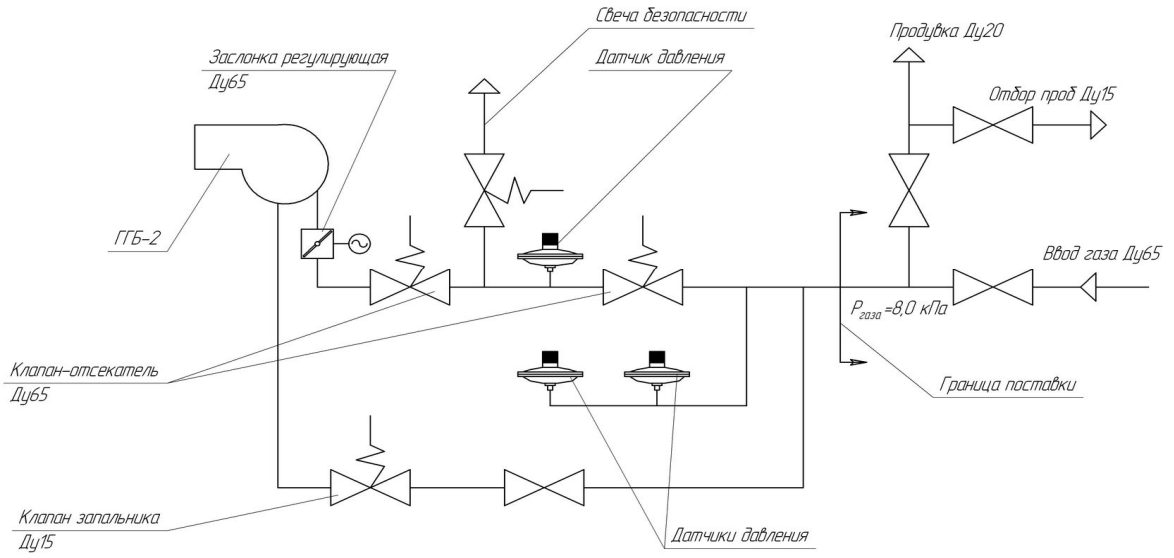 Свеча безопасности
Продувка Ду20
Заслонка регулирующая
Ду65
Датчик давления
Отбор проб Ду15
ГГБ-2
Ввод газа Ду65
Pгаза=8,0 кПа
Клапан-отсекатель
Ду65
Граница поставки
Клапан запальника
Ду15
Датчики давления